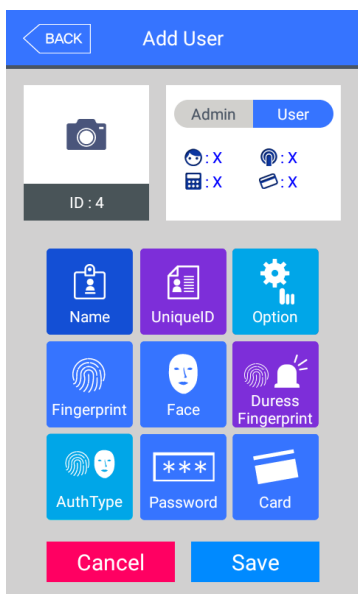 BACK Add User
Admin User
: X : X
: X : X
ID : 4
Name UniqueID Option
Fingerprint Face Duress
Fingerprint
AuthType *** Password Card
Cancel Save